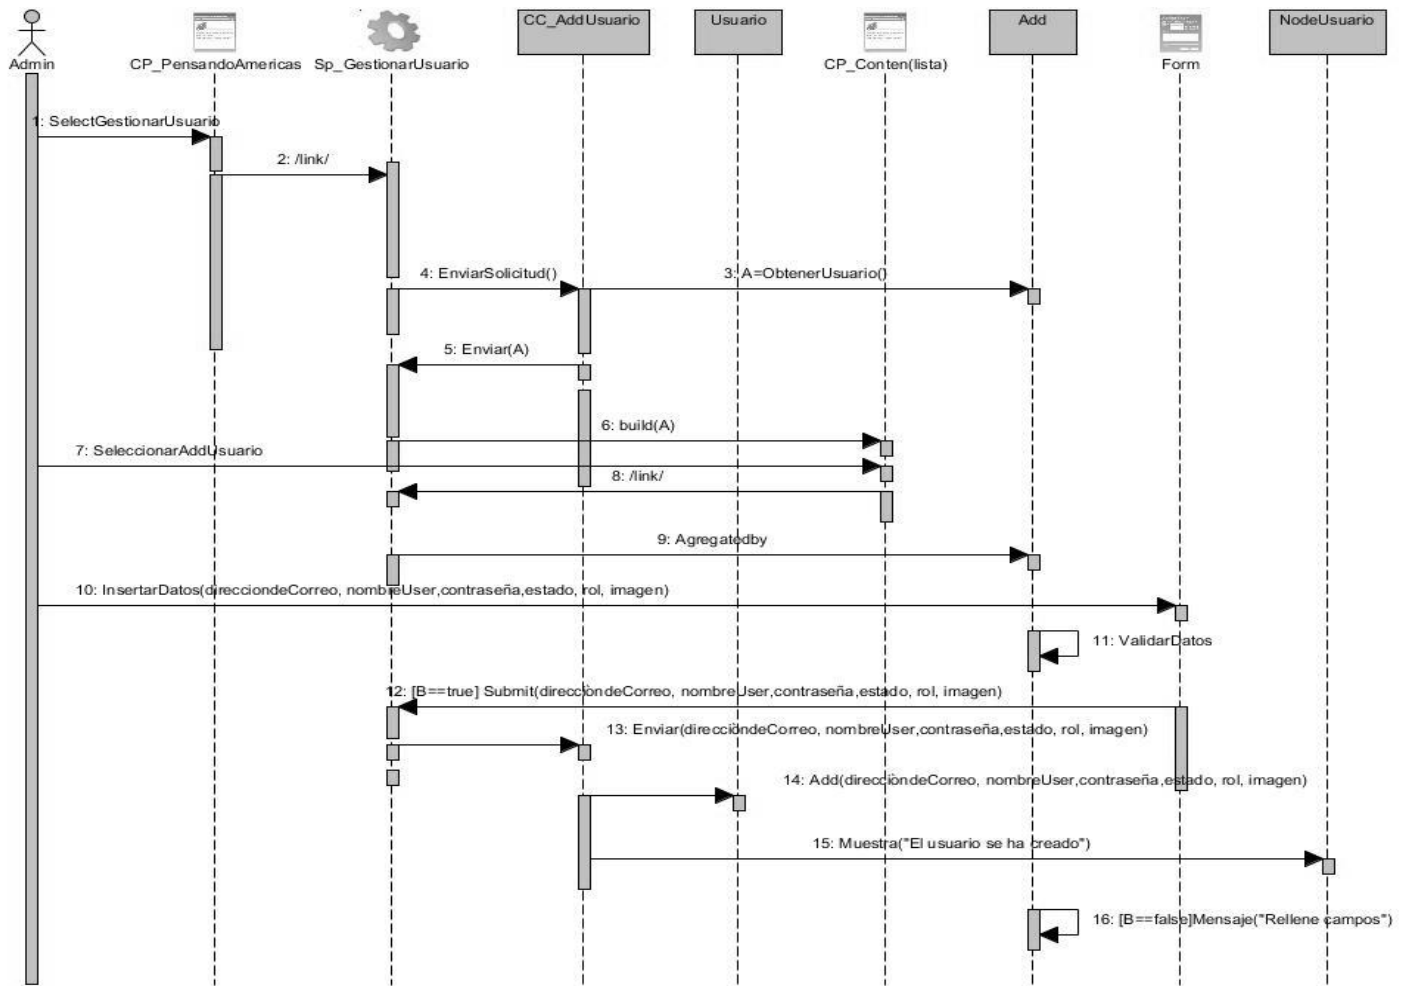 CC_AddUsuario
Usuario
Add
NodeUsuario
Admin
CP_PensandoAmericas
Sp_GestionarUsuario
CP_Conten(lista)
Form
1: SelectGestionarUsuario
2: /link/
4: EnviarSolicitud()
3: A=ObtenerUsuario()
5: Enviar(A)
6: build(A)
7: SeleccionarAddUsuario
8: /link/
9: Agregatedby
10: InsertarDatos(direcciondeCorreo, nombreUser,contraseña,estado, rol, imagen)
11: ValidarDatos
12: [B==true] Submit(direcciòndeCorreo, nombreUser,contraseña,estado, rol, imagen)
13: Enviar(direcciòndeCorreo, nombreUser,contraseña,estado, rol, imagen)
14: Add(direcciòndeCorreo, nombreUser,contraseña,estado, rol, imagen)
15: Muestra("El usuario se ha creado")
16: [B==false]Mensaje("Rellene campos")